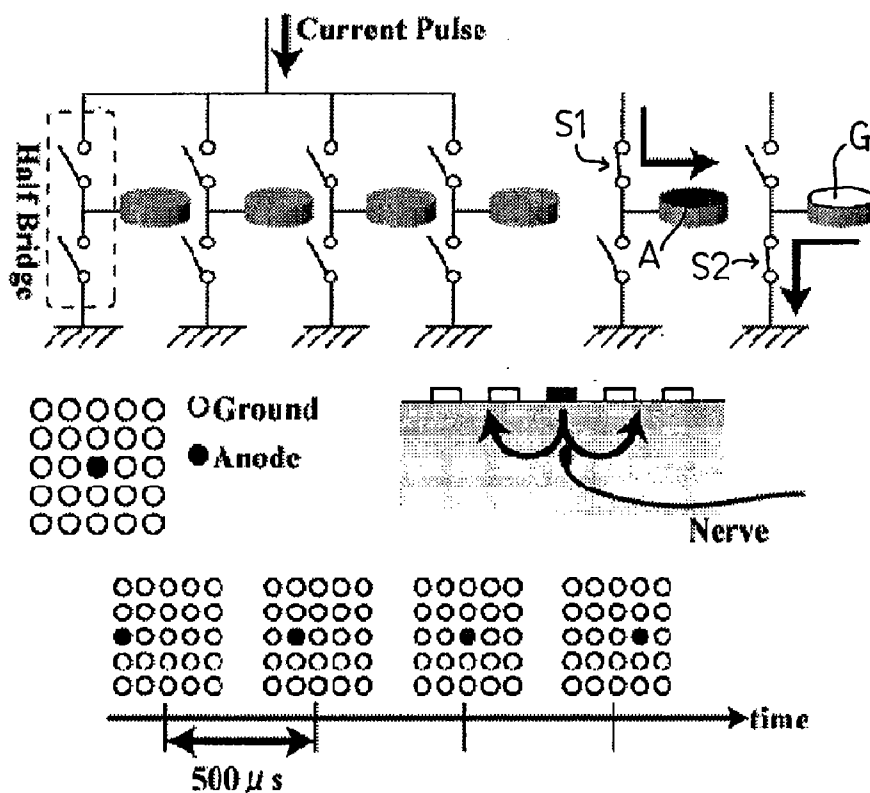 Current Pulse
Half Bridge
S1
A
S2
G
Ground
Anode
Nerve
time
500 μs